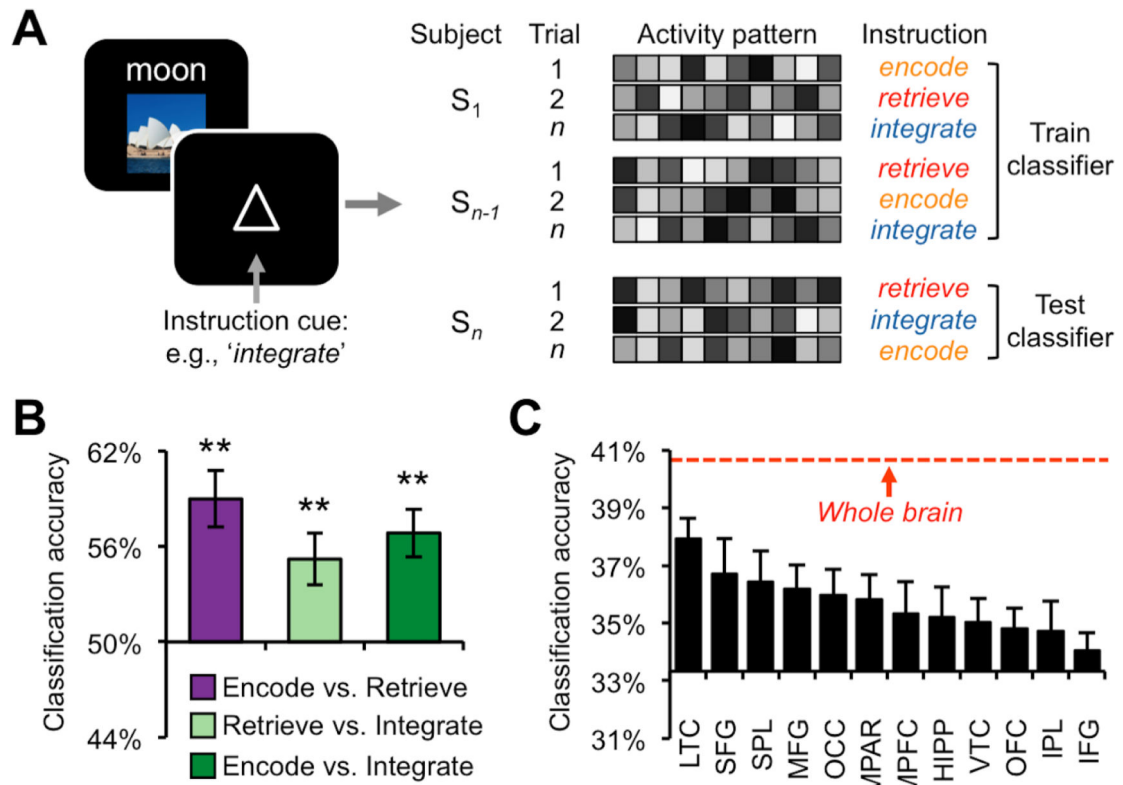 A
Subject Trial Activity pattern Instruction
moon
S1
1 encode
2 retrieve
n integrate
Train
classifier
Sn-1
1 retrieve
2 encode
n integrate
Instruction cue:
e.g., ‘integrate’
Sn
1 retrieve
2 integrate
n encode
Test
classifier
B
Classification accuracy
62%
56%
50%
44%
** ** **
Encode vs. Retrieve
Retrieve vs. Integrate
Encode vs. Integrate
C
Classification accuracy
41%
39%
37%
35%
33%
31%
Whole brain
LTC SFG SPL MFG OCC MPAR MPFC HIPP VTC OFC IPL IFG